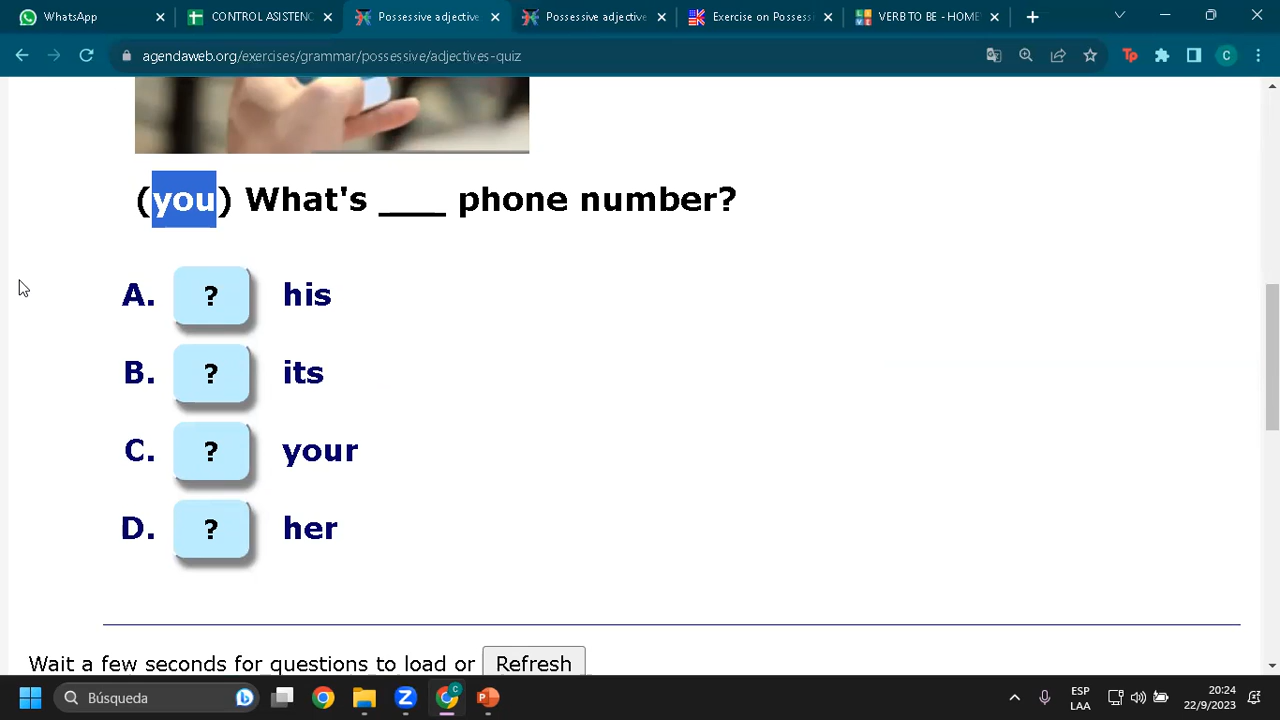 WhatsApp
CONTROL ASISTENC
Possessive adjective
Possessive adjective
Exercise on Possess
VERB TO BE - HOME
agendaweb.org/exercises/grammar/possessive/adjectives-quiz
Tp
C
(you) What's ___ phone number?
A. ? his
B. ? its
C. ? your
D. ? her
Wait a few seconds for questions to load or Refresh
Búsqueda
ESP
LAA
20:24
22/9/2023